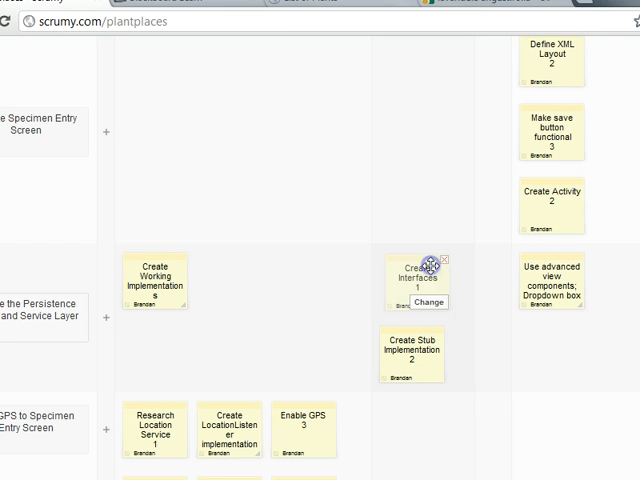 scrumy.com/plantplaces
Define XML
Layout
2
Brandan
e Specimen Entry
Screen
+
Make save
button
functional
3
Brandan
Create Activity
2
Brandan
Create
Working
Implementation
s
Brandan
Interfaces
1
Change
Use advanced
view
components;
Dropdown box
Brandan
e the Persistence
and Service Layer
+
Create Stub
Implementation
2
Brandan
GPS to Specimen
Entry Screen
+
Research
Location
Service
1
Brandan
Create
LocationListen
er
implementation
Brandan
Enable GPS
3
Brandan